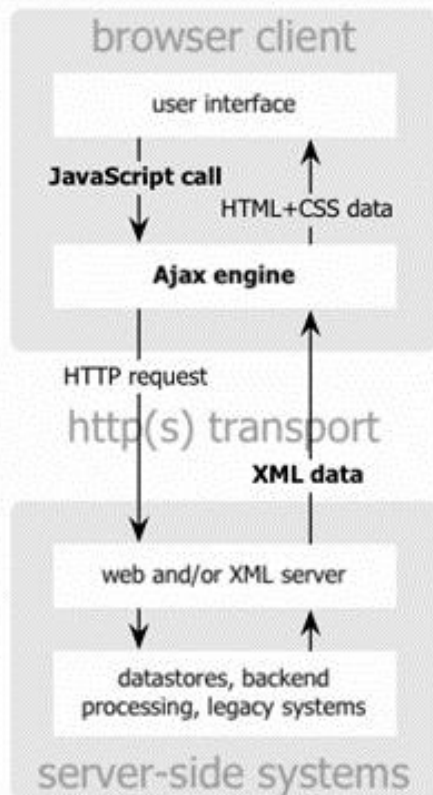 browser client
user interface
JavaScript call
HTML+CSS data
Ajax engine
HTTP request
http(s) transport
XML data
web and/or XML server
datastores, backend
processing, legacy systems
server-side systems